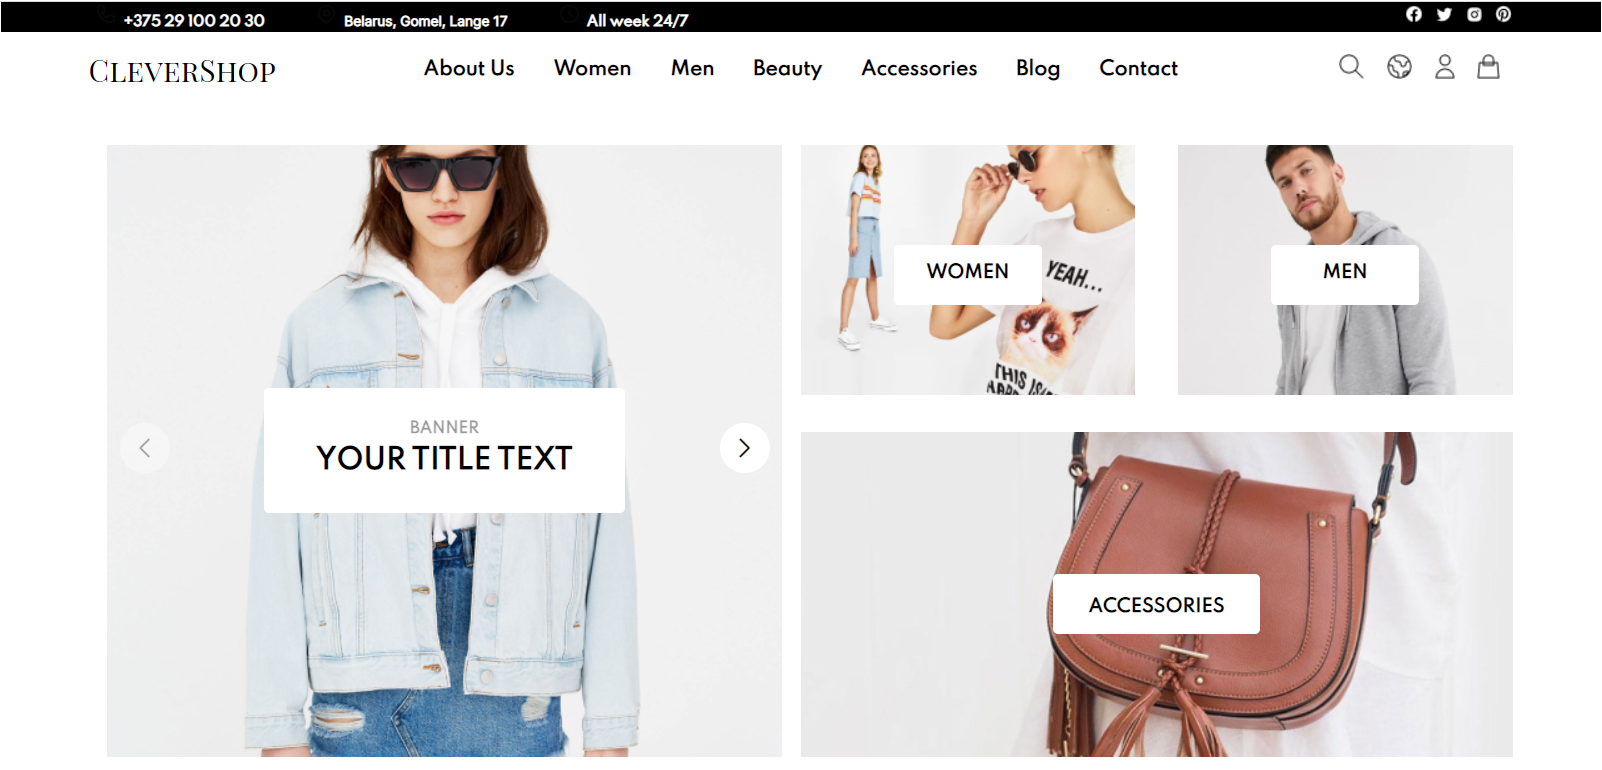 +375 29 100 20 30
Belarus, Gomel, Lange 17
All week 24/7
CLEVERSHOP
About Us
Women
Men
Beauty
Accessories
Blog
Contact
BANNER
YOUR TITLE TEXT
WOMEN
YEAH...
THIS
MEN
ACCESSORIES